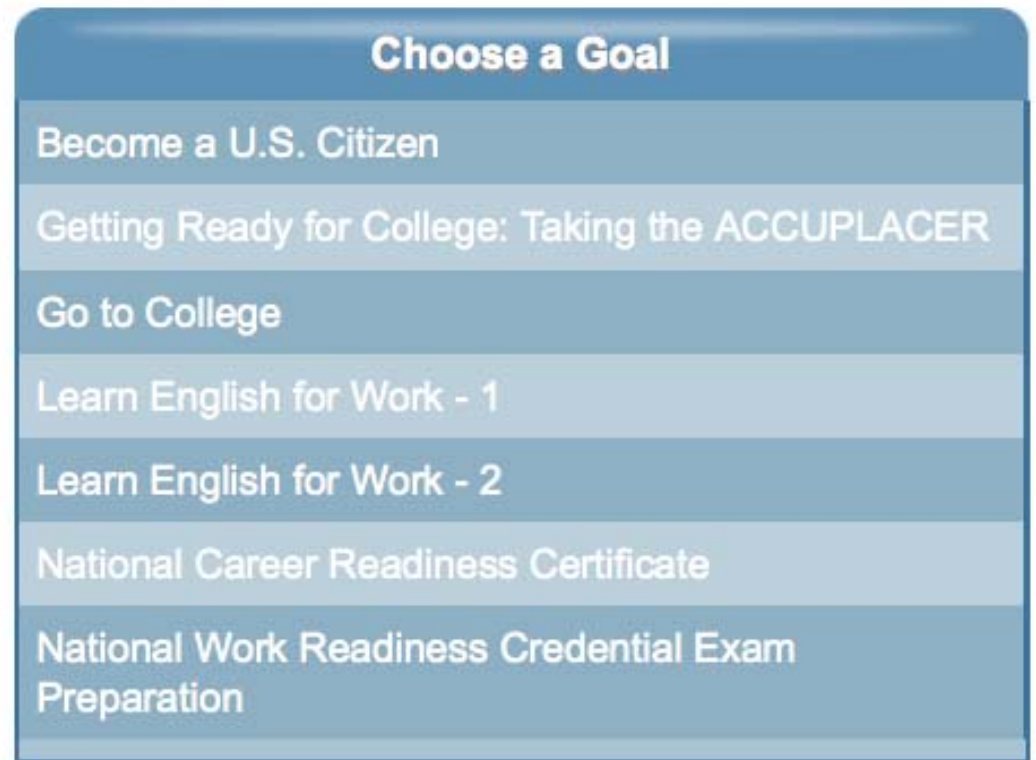 Choose a Goal
Become a U.S. Citizen
Getting Ready for College: Taking the ACCUPLACER
Go to College
Learn English for Work - 1
Learn English for Work - 2
National Career Readiness Certificate
National Work Readiness Credential Exam
Preparation